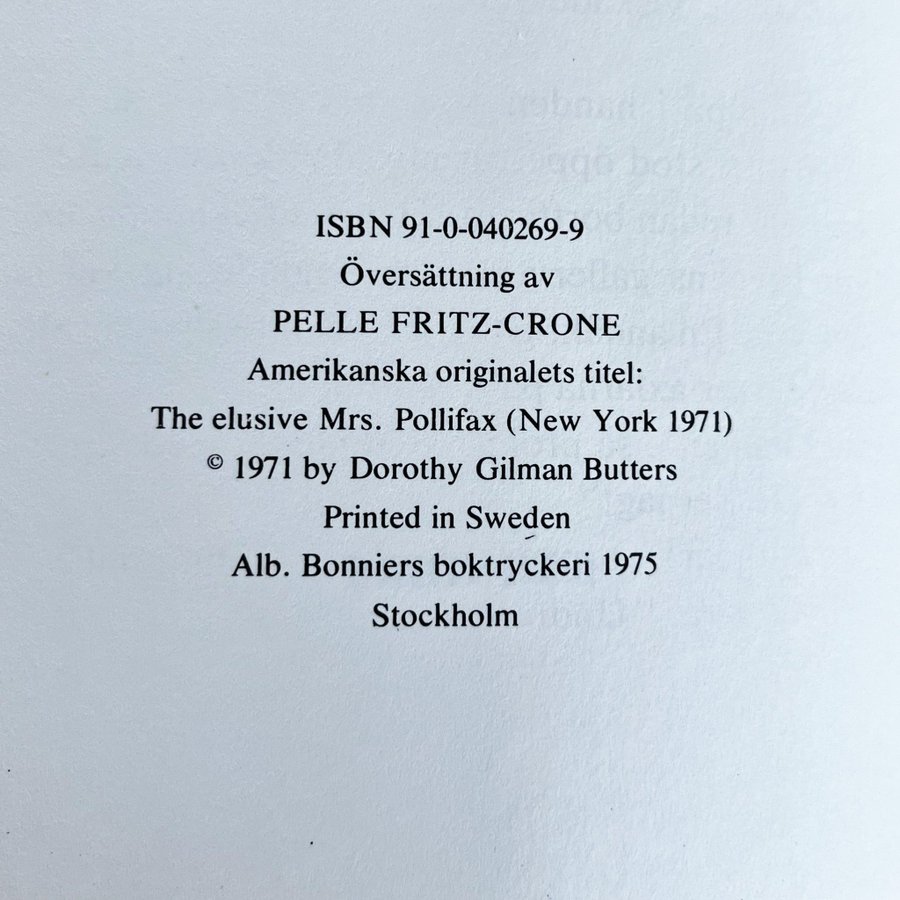 ISBN 91-0-040269-9
Översättning av
PELLE FRITZ-CRONE
Amerikanska originalets titel:
The elusive Mrs. Pollifax (New York 1971)
© 1971 by Dorothy Gilman Butters
Printed in Sweden
Alb. Bonniers boktryckeri 1975
Stockholm